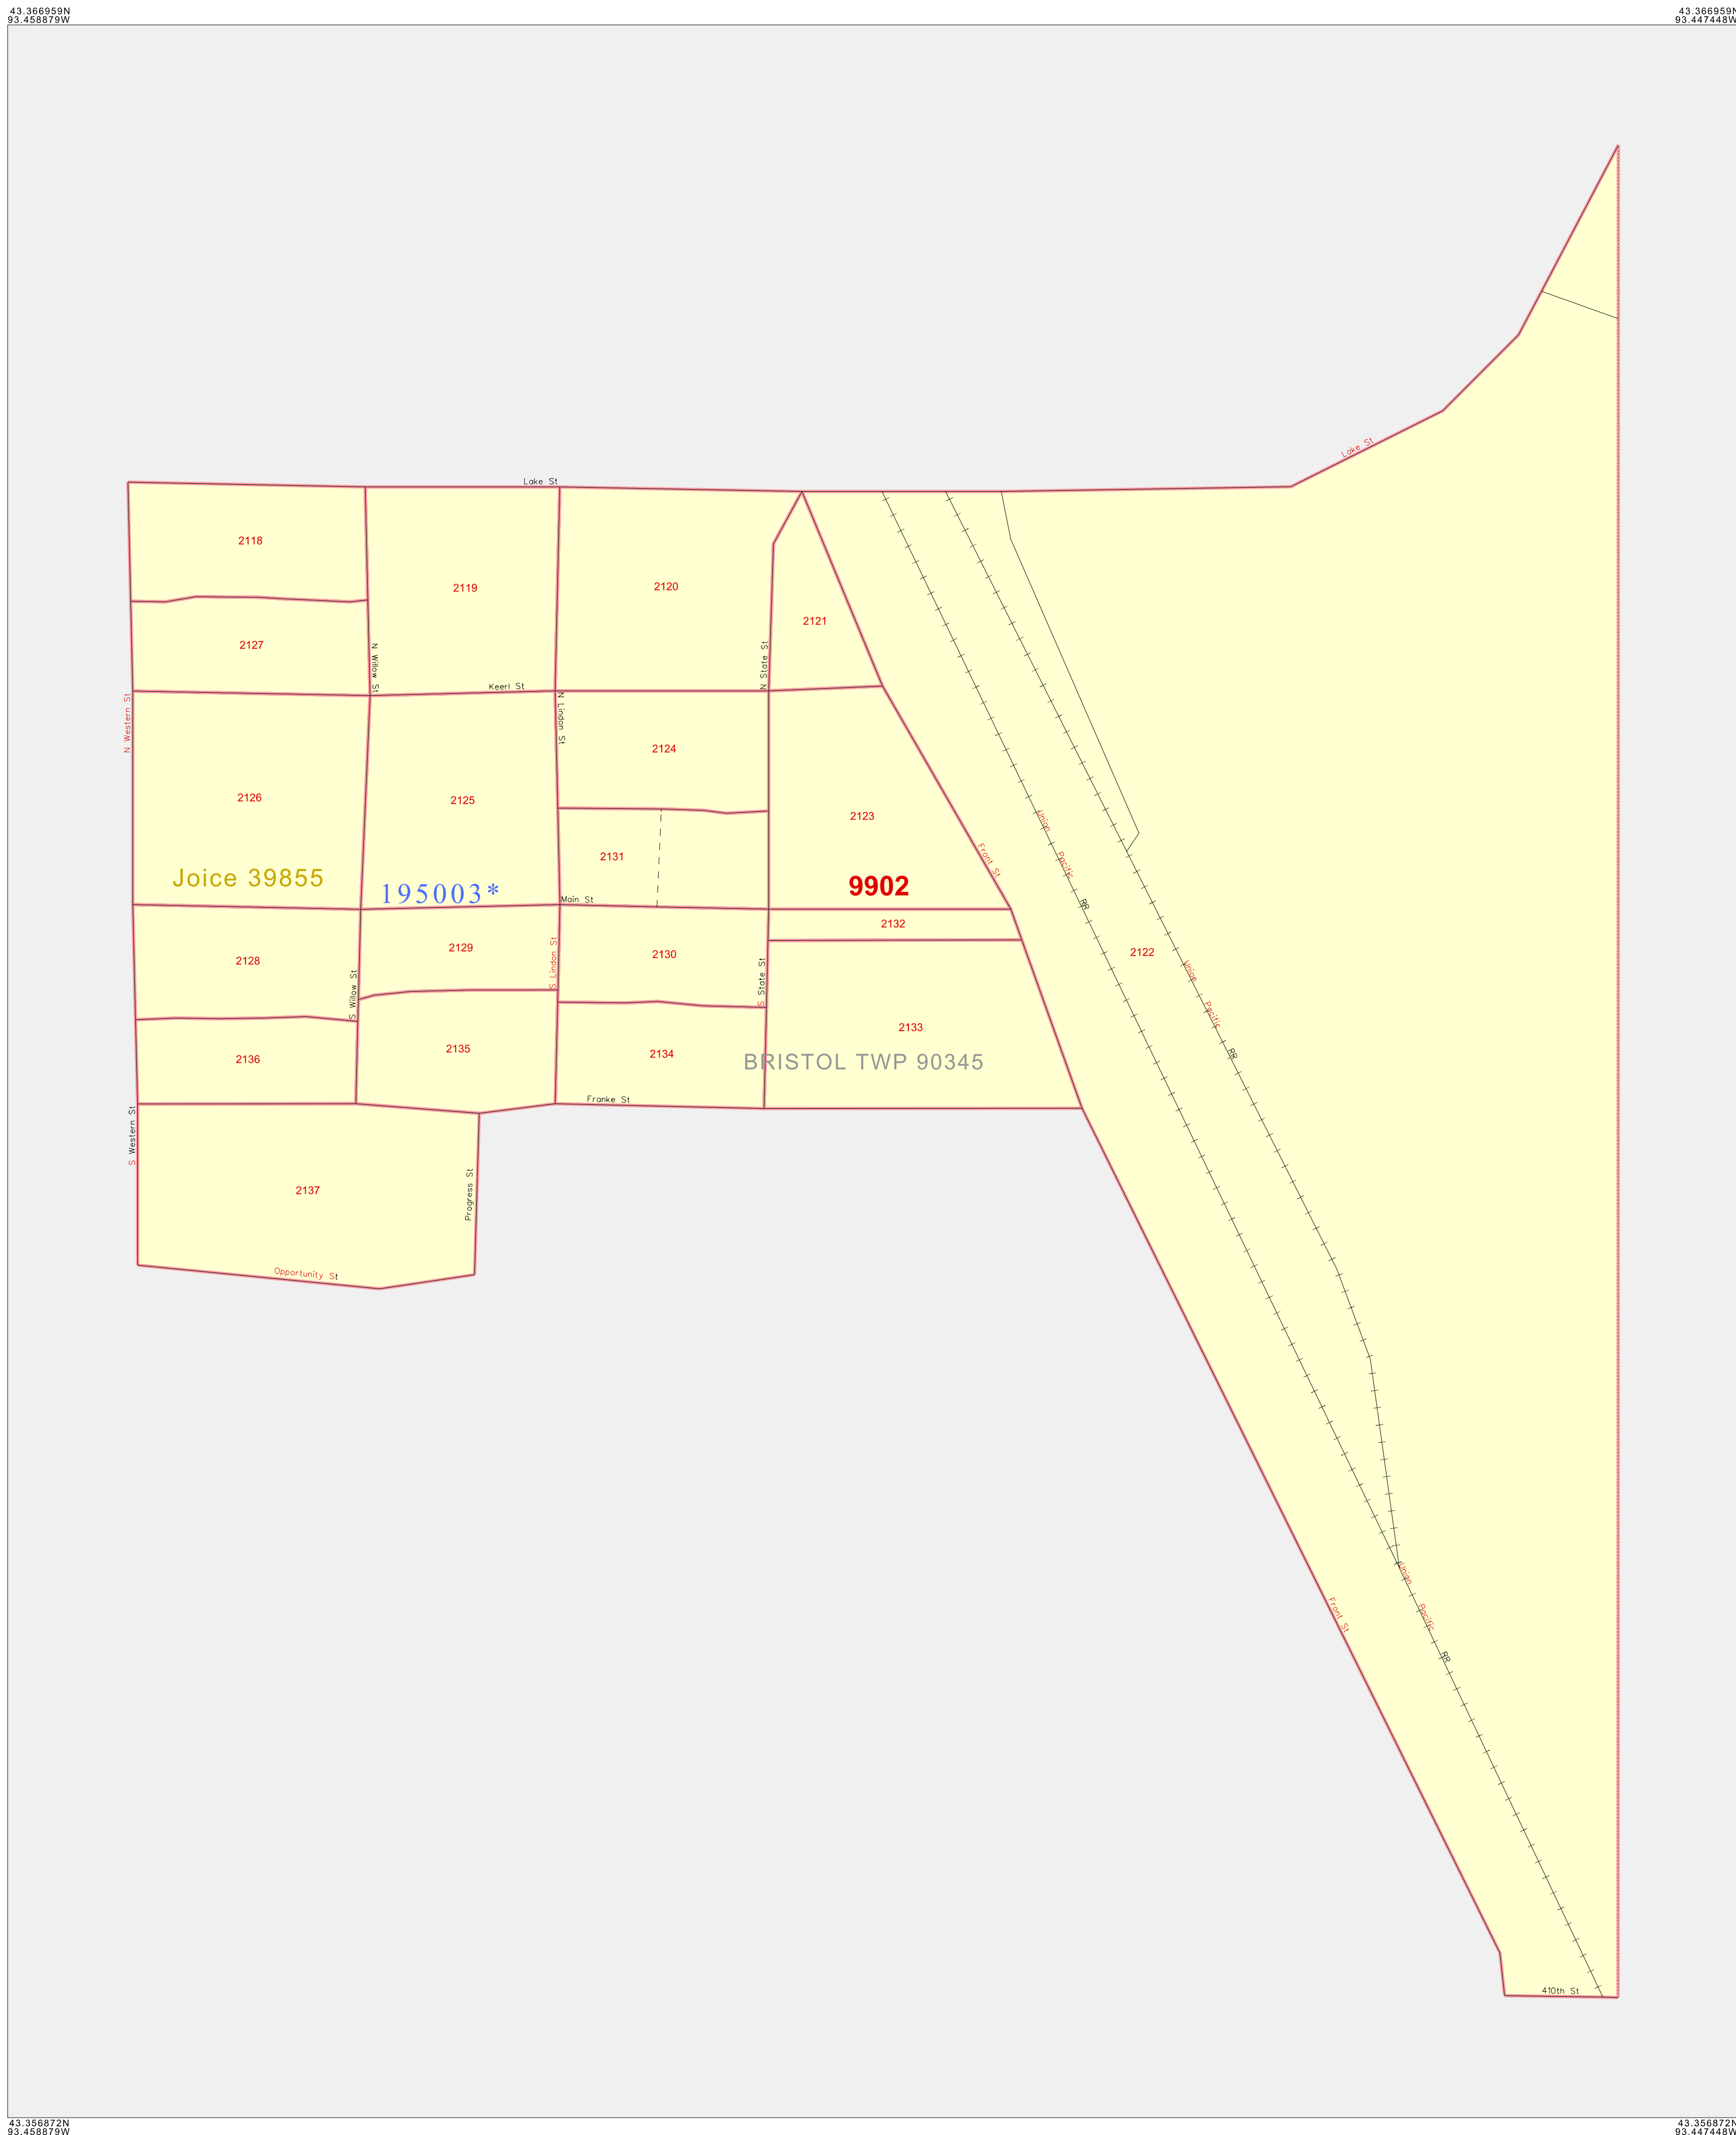 43.366959N
93.458879W
43.366959N
93.447448W
Lake St
Lake St
2118
2119
2120
2121
2127
N Willow St
N State St
Keerl St
N Western St
N Lindon St
2124
2126
2125
2123
Union Pacific RR
2131
Front St
Joice 39855
195003*
9902
Main St
2132
2128
2129
S Lindon St
2130
2122
Union Pacific RR
S Willow St
S State St
2133
2136
2135
2134
BRISTOL TWP 90345
Franke St
S Western St
2137
Progress St
Opportunity St
Union Pacific RR
Front St
410th St
43.356872N
93.458879W
43.356872N
93.447448W